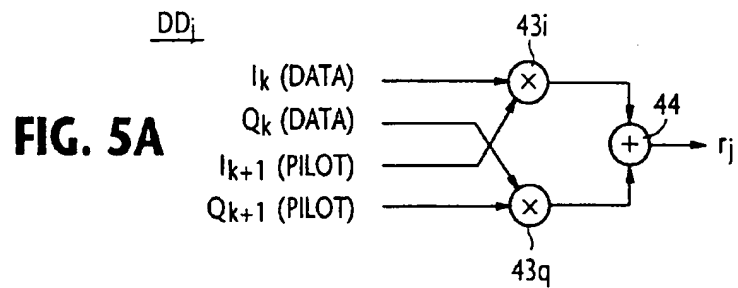 DDj
43i
Ik (DATA)
Qk (DATA)
44
FIG. 5A
× + rj
Ik+1 (PILOT)
Qk+1 (PILOT)
×
43q